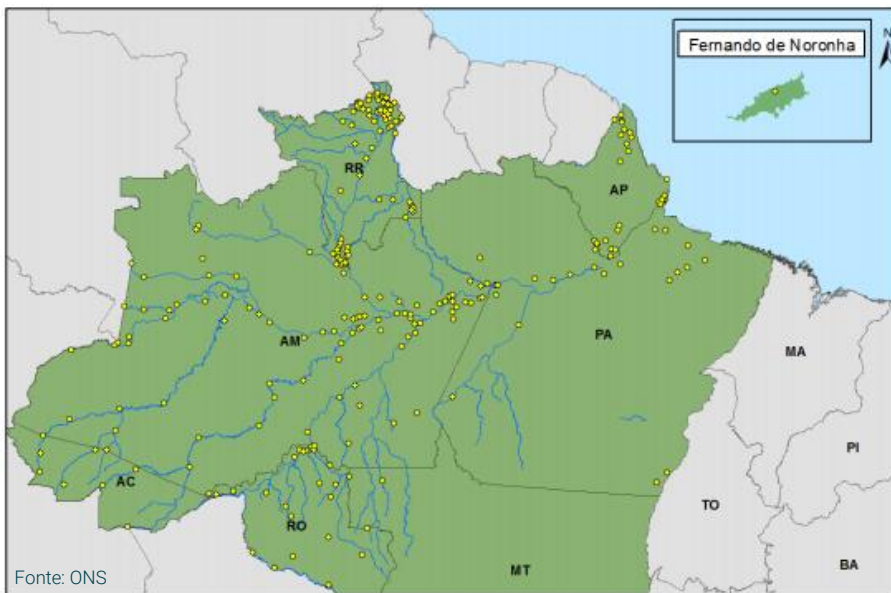 Fernando de Noronha
N
RR
AP
AM
PA
MA
PI
AC
TO
RO
MT
BA
Fonte: ONS